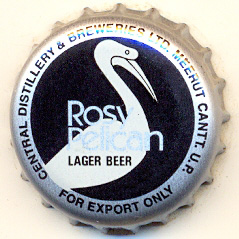 CENTRAL DISTILLERY & BREWERIES LTD. MEERUT CANTT. U.P.
Rosy
Pelican
LAGER BEER
FOR EXPORT ONLY